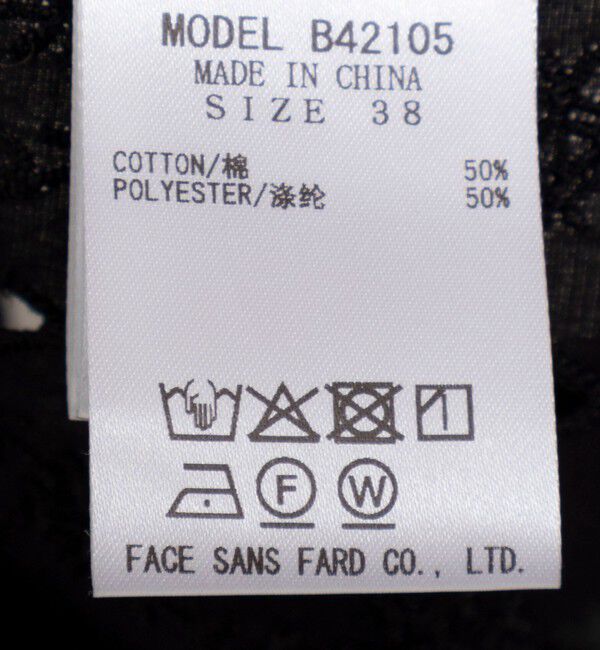 MODEL B42105
MADE IN CHINA
SIZE 38
COTTON/棉 50%
POLYESTER/涤纶 50%
F W
FACE SANS FARD CO., LTD.